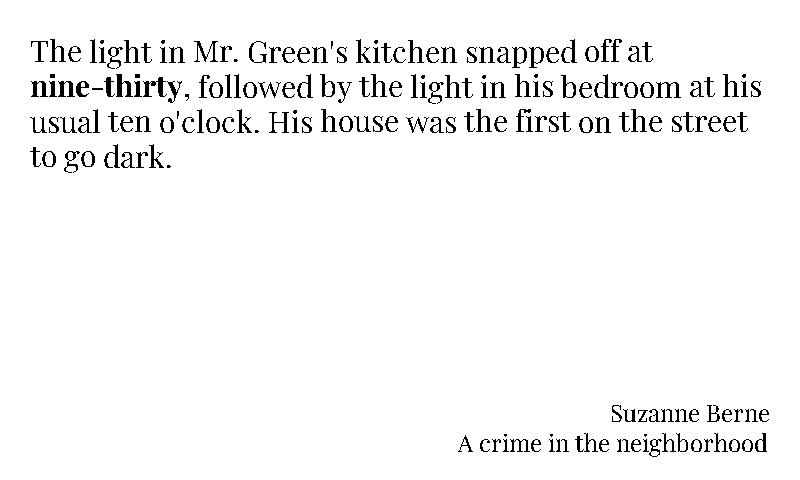 The light in Mr. Green's kitchen snapped off at
nine-thirty, followed by the light in his bedroom at his
usual ten o'clock. His house was the first on the street
to go dark.
Suzanne Berne
A crime in the neighborhood